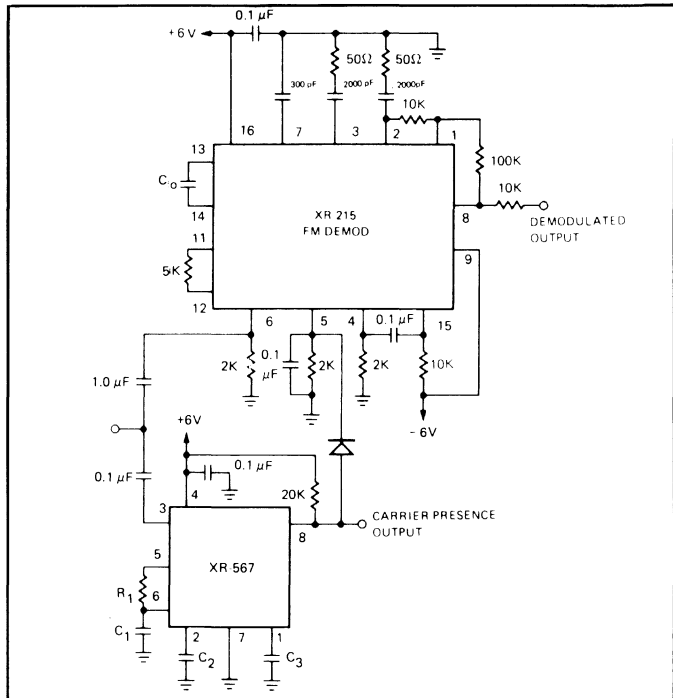 0.1 µF
+6V
50Ω
50Ω
300 pF
2000 pF
2000pF
10K
16
7
3
2
1
13
100K
C₀
10K
14
XR 215
8
FM DEMOD
DEMODULATED
OUTPUT
11
9
5K
12
6
5
4
0.1 µF
15
2K
0.1
µF
2K
2K
10K
1.0 µF
+6V
- 6V
0.1 µF
0.1 µF
4
20K
CARRIER PRESENCE
OUTPUT
3
8
5
XR-567
R₁
6
C₁
2
7
1
C₂
C₃